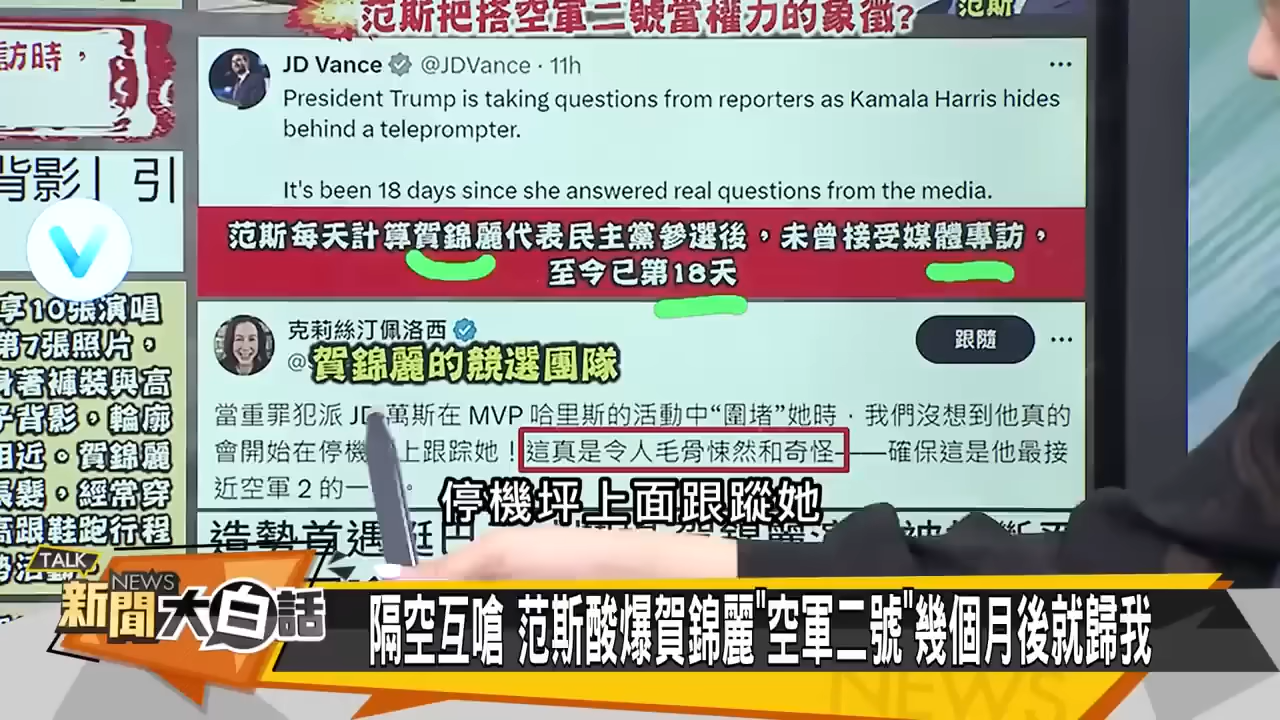 范斯把搭空軍二號當權力的象徵?
范斯
訪時,
背影| 引
享10張演唱
第7張照片,
身著褲裝與高
子背影,輪廓
相近。賀錦麗
長髮。經常穿
高跟鞋跑行程
JD Vance @JDVance · 11h
President Trump is taking questions from reporters as Kamala Harris hides
behind a teleprompter.
It's been 18 days since she answered real questions from the media.
范斯每天計算賀錦麗代表民主黨參選後,未曾接受媒體專訪,
至今已第18天
克莉絲汀佩洛西
@賀錦麗的競選團隊
跟隨
當重罪犯派 JD 萬斯在 MVP 哈里斯的活動中“圍堵”她時,我們沒想到他真的
會開始在停機 上跟踪她!這真是令人毛骨悚然和奇怪——確保這是他最接
近空軍 2 的一
停機坪上面跟蹤她
造勢首遇挺
TALK
NEWS
新聞大白話
隔空互嗆 范斯酸爆賀錦麗"空軍二號"幾個月後就歸我
NEWS